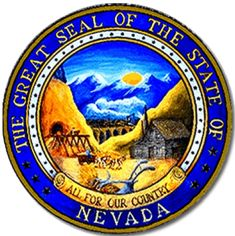 THE GREAT SEAL OF THE STATE OF
NEVADA
ALL FOR OUR COUNTRY